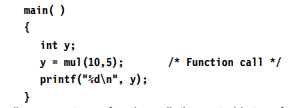 main( )
{
int y;
y = mul(10,5); /* Function call */
printf("%d\n", y);
}